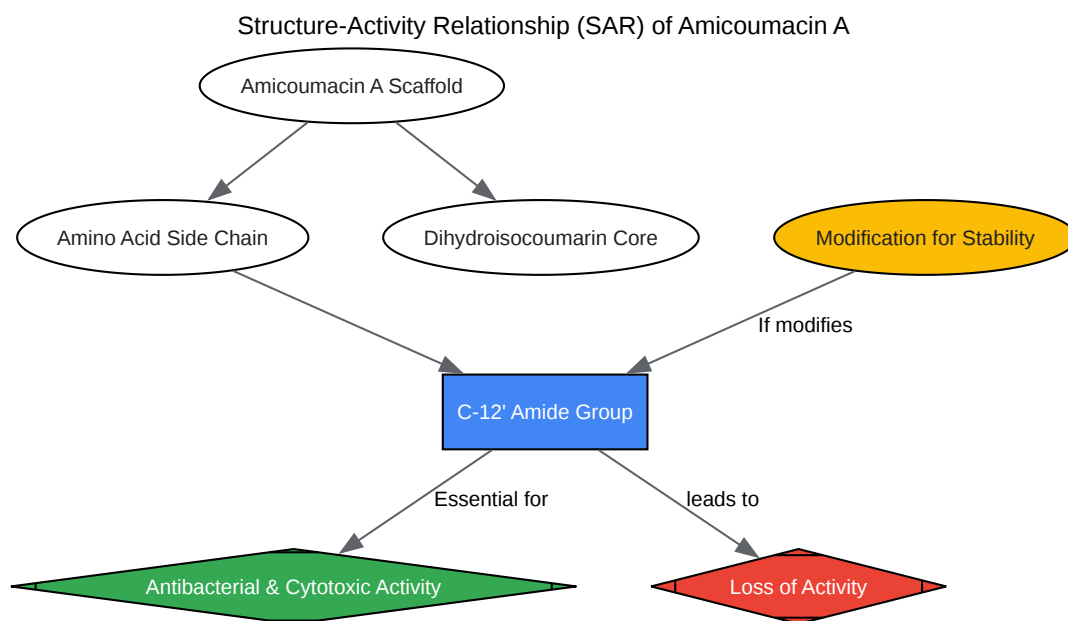 Structure-Activity Relationship (SAR) of Amicoumacin A
Amicoumacin A Scaffold
Amino Acid Side Chain
Dihydroisocoumarin Core
Modification for Stability
If modifies
C-12' Amide Group
Essential for
leads to
Antibacterial & Cytotoxic Activity
Loss of Activity